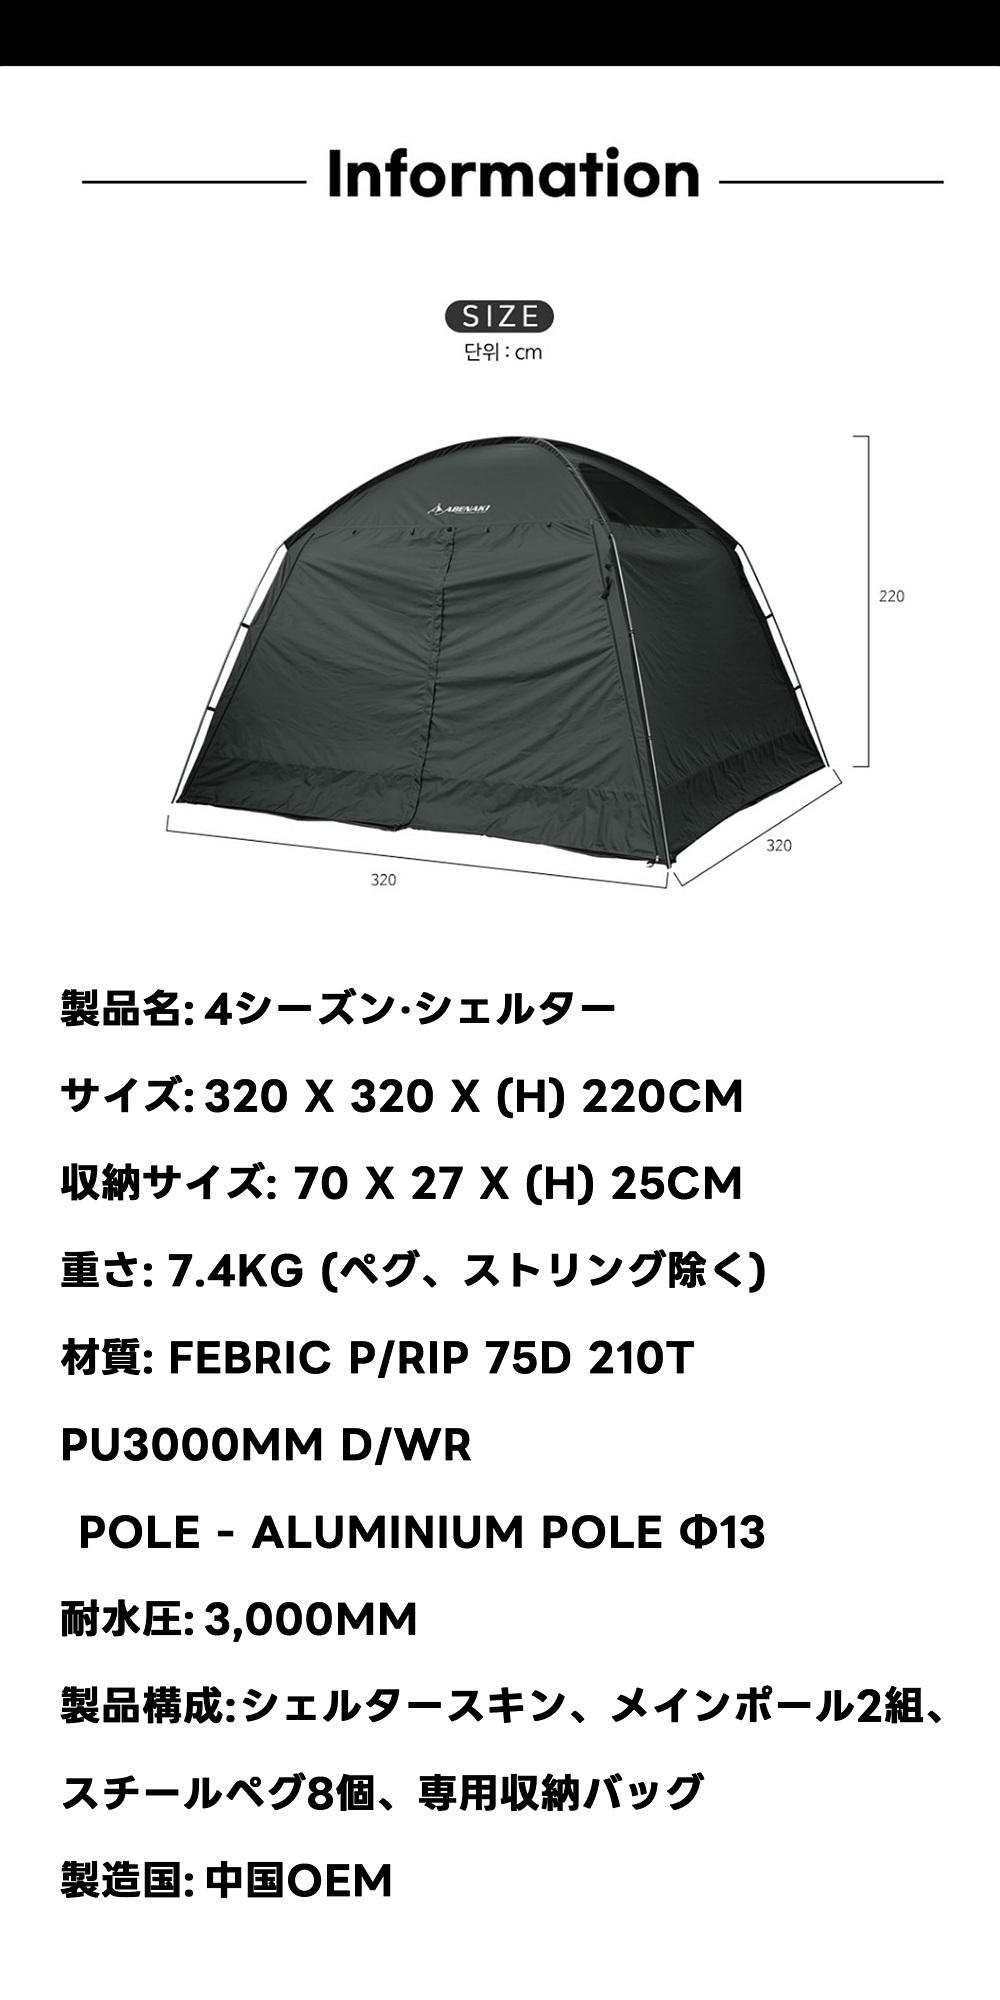 Information
SIZE
단위 : cm
ABENAKI
220
320
320
製品名: 4シーズン·シェルター
サイズ: 320 X 320 X (H) 220CM
収納サイズ: 70 X 27 X (H) 25CM
重さ: 7.4KG (ペグ、ストリング除く)
材質: FEBRIC P/RIP 75D 210T
PU3000MM D/WR
POLE - ALUMINIUM POLE Φ13
耐水圧: 3,000MM
製品構成:シェルタースキン、メインポール2組、
スチールペグ8個、専用収納バッグ
製造国: 中国OEM